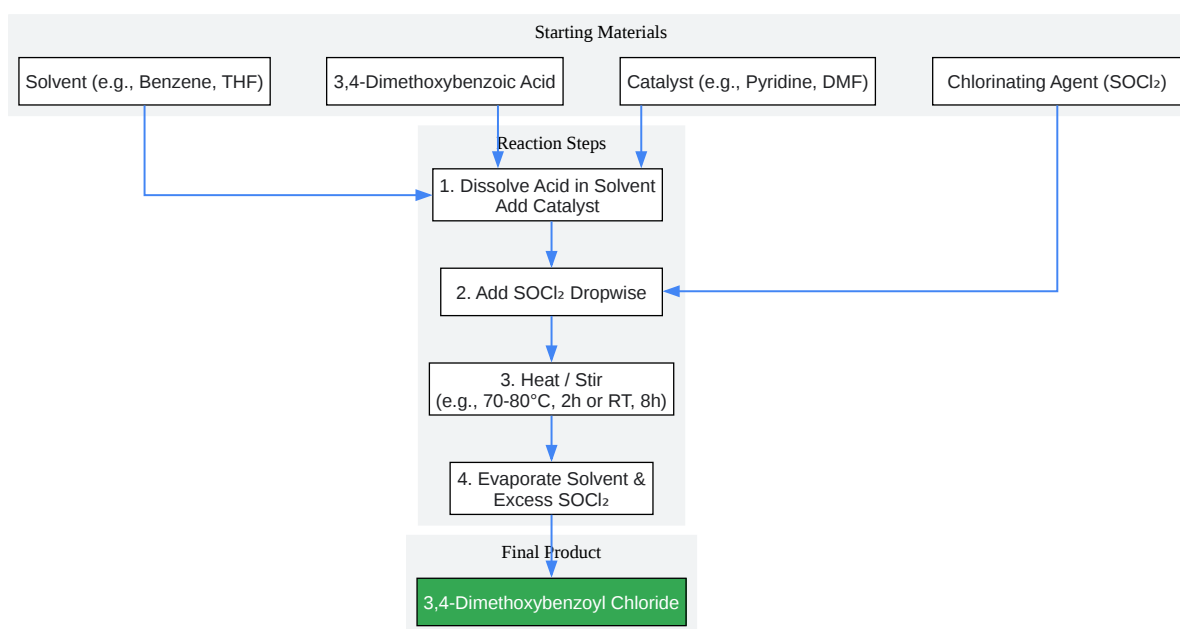 Starting Materials
Solvent (e.g., Benzene, THF)
3,4-Dimethoxybenzoic Acid
Catalyst (e.g., Pyridine, DMF)
Chlorinating Agent (SOCl₂)
Reaction Steps
1. Dissolve Acid in Solvent
Add Catalyst
2. Add SOCl₂ Dropwise
3. Heat / Stir
(e.g., 70-80°C, 2h or RT, 8h)
4. Evaporate Solvent &
Excess SOCl₂
Final Product
3,4-Dimethoxybenzoyl Chloride